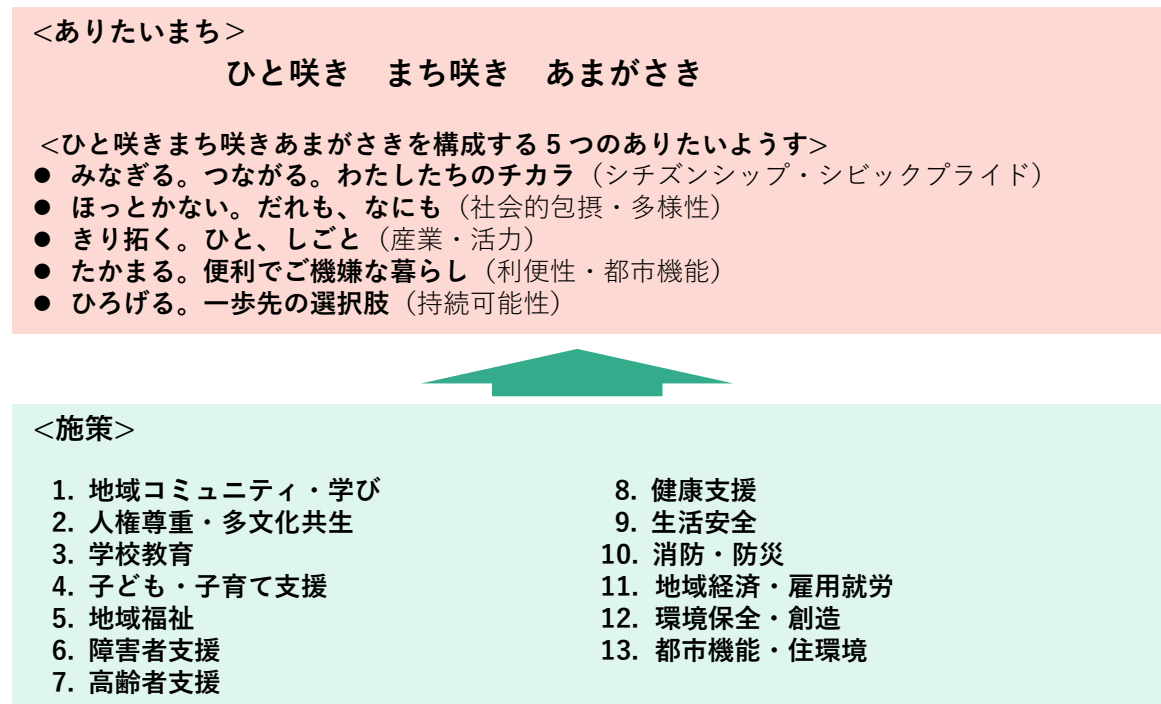 <ありたいまち>
ひと咲き　まち咲き　あまがさき
<ひと咲きまち咲きあまがさきを構成する5つのありたいようす>
● みなぎる。つながる。わたしたちのチカラ（シチズンシップ・シビックプライド）
● ほっとかない。だれも、なにも（社会的包摂・多様性）
● きり拓く。ひと、しごと（産業・活力）
● たかまる。便利でご機嫌な暮らし（利便性・都市機能）
● ひろげる。一歩先の選択肢（持続可能性）
<施策>
1. 地域コミュニティ・学び
2. 人権尊重・多文化共生
3. 学校教育
4. 子ども・子育て支援
5. 地域福祉
6. 障害者支援
7. 高齢者支援
8. 健康支援
9. 生活安全
10. 消防・防災
11. 地域経済・雇用就労
12. 環境保全・創造
13. 都市機能・住環境